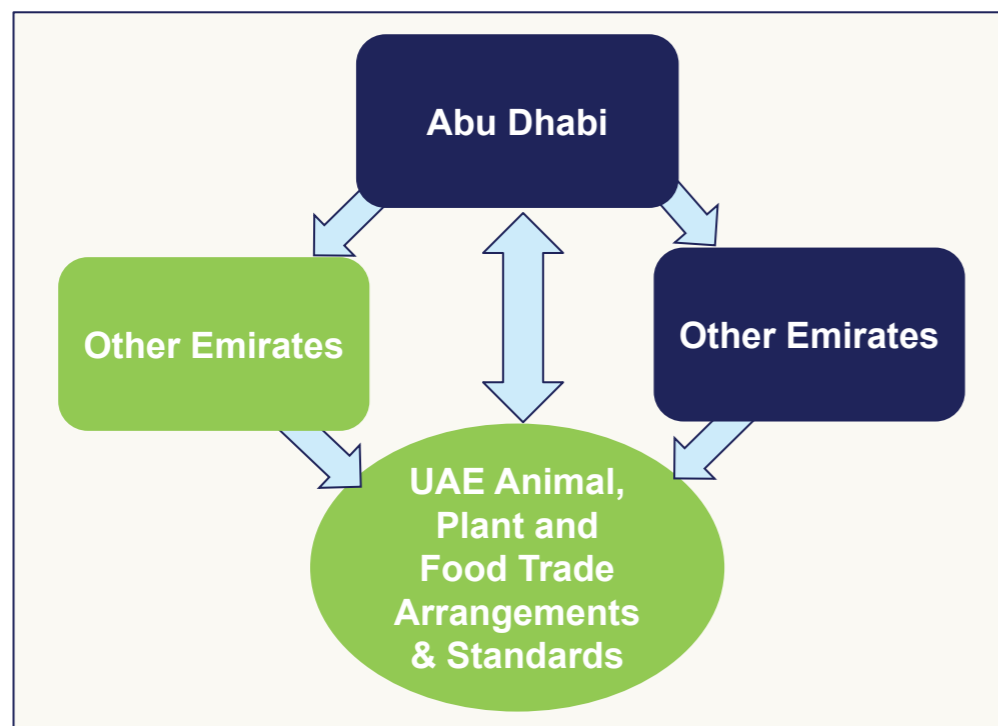 Abu Dhabi
Other Emirates
Other Emirates
UAE Animal,
Plant and
Food Trade
Arrangements
& Standards